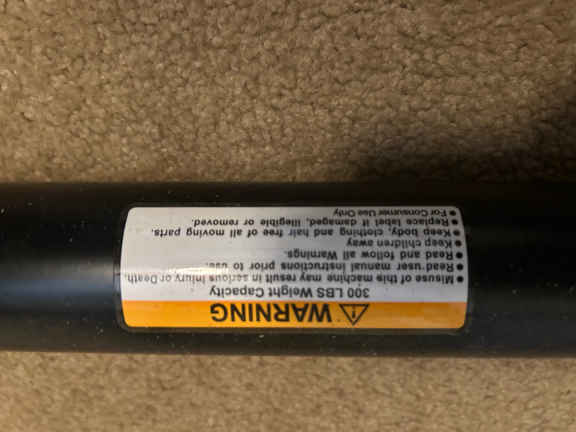 ⚠ WARNING
300 LBS Weight Capacity
• Misuse of this machine may result in serious injury or Death.
• Read user manual instructions prior to use.
• Read and follow all Warnings.
• Keep children away
• Keep body, clothing and hair free of all moving parts.
• Replace label if damaged, illegible or removed.
• For Consumer Use Only